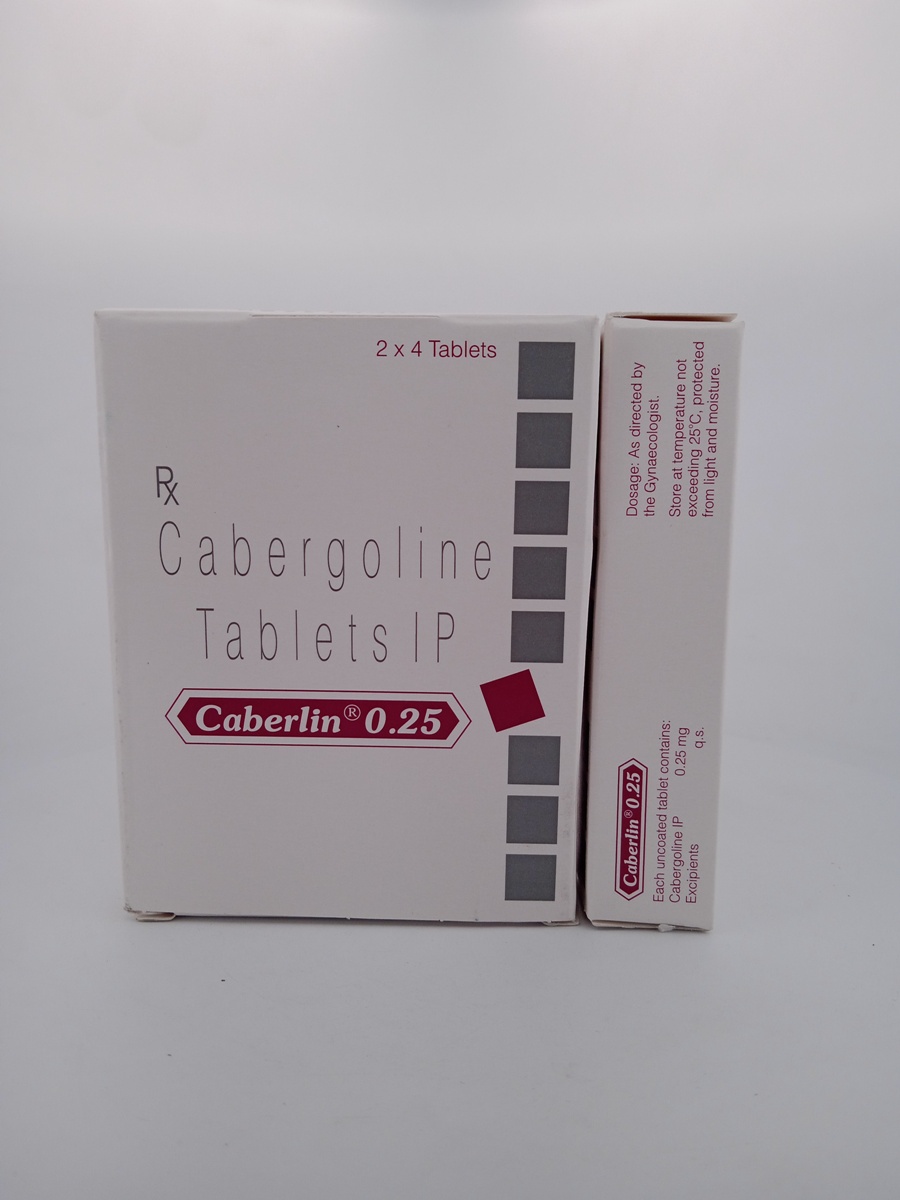 2 x 4 Tablets
Rx
Cabergoline
Tablets IP
Caberlin® 0.25
Dosage: As directed by
the Gynaecologist.
Store at temperature not
exceeding 25°C, protected
from light and moisture.
Caberlin® 0.25
Each uncoated tablet contains:
Cabergoline IP 0.25 mg
Excipients q.s.